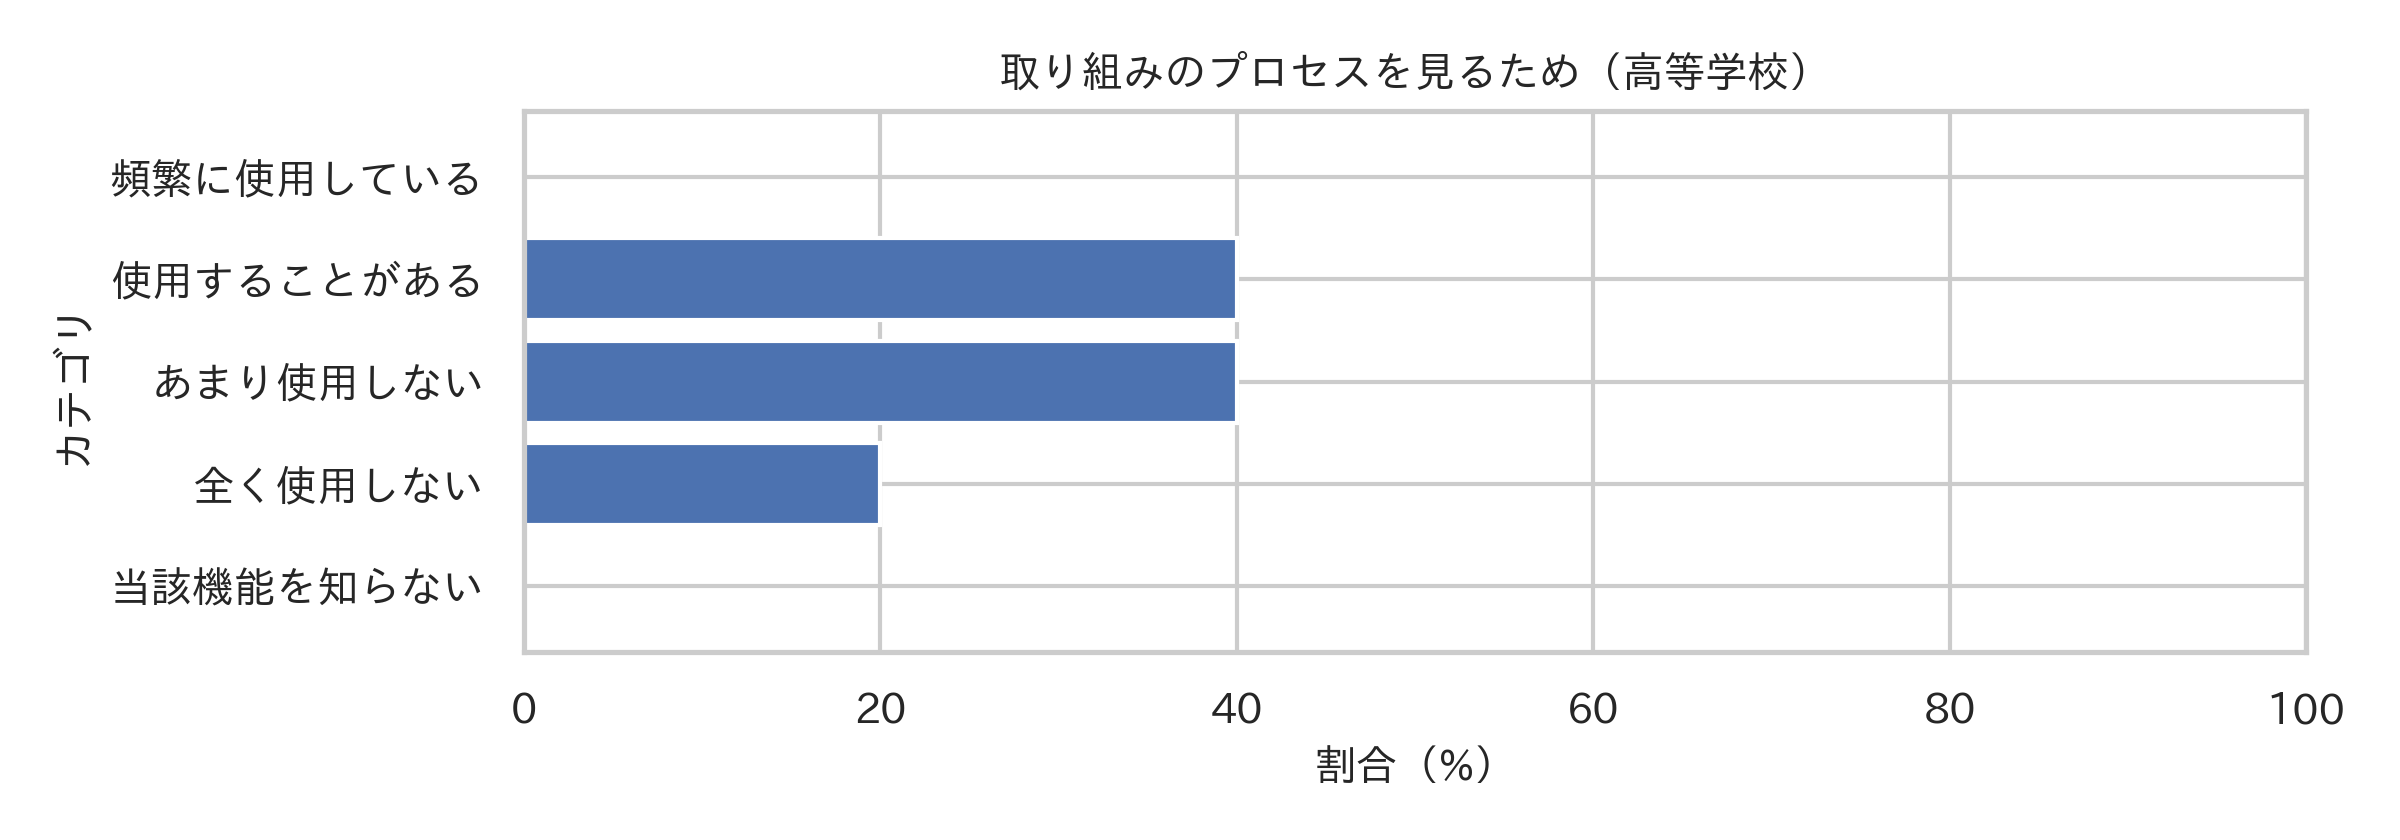 取り組みのプロセスを見るため（高等学校）
頻繁に使用している
使用することがある
あまり使用しない
全く使用しない
当該機能を知らない
カテゴリ
0 20 40 60 80 100
割合（%）